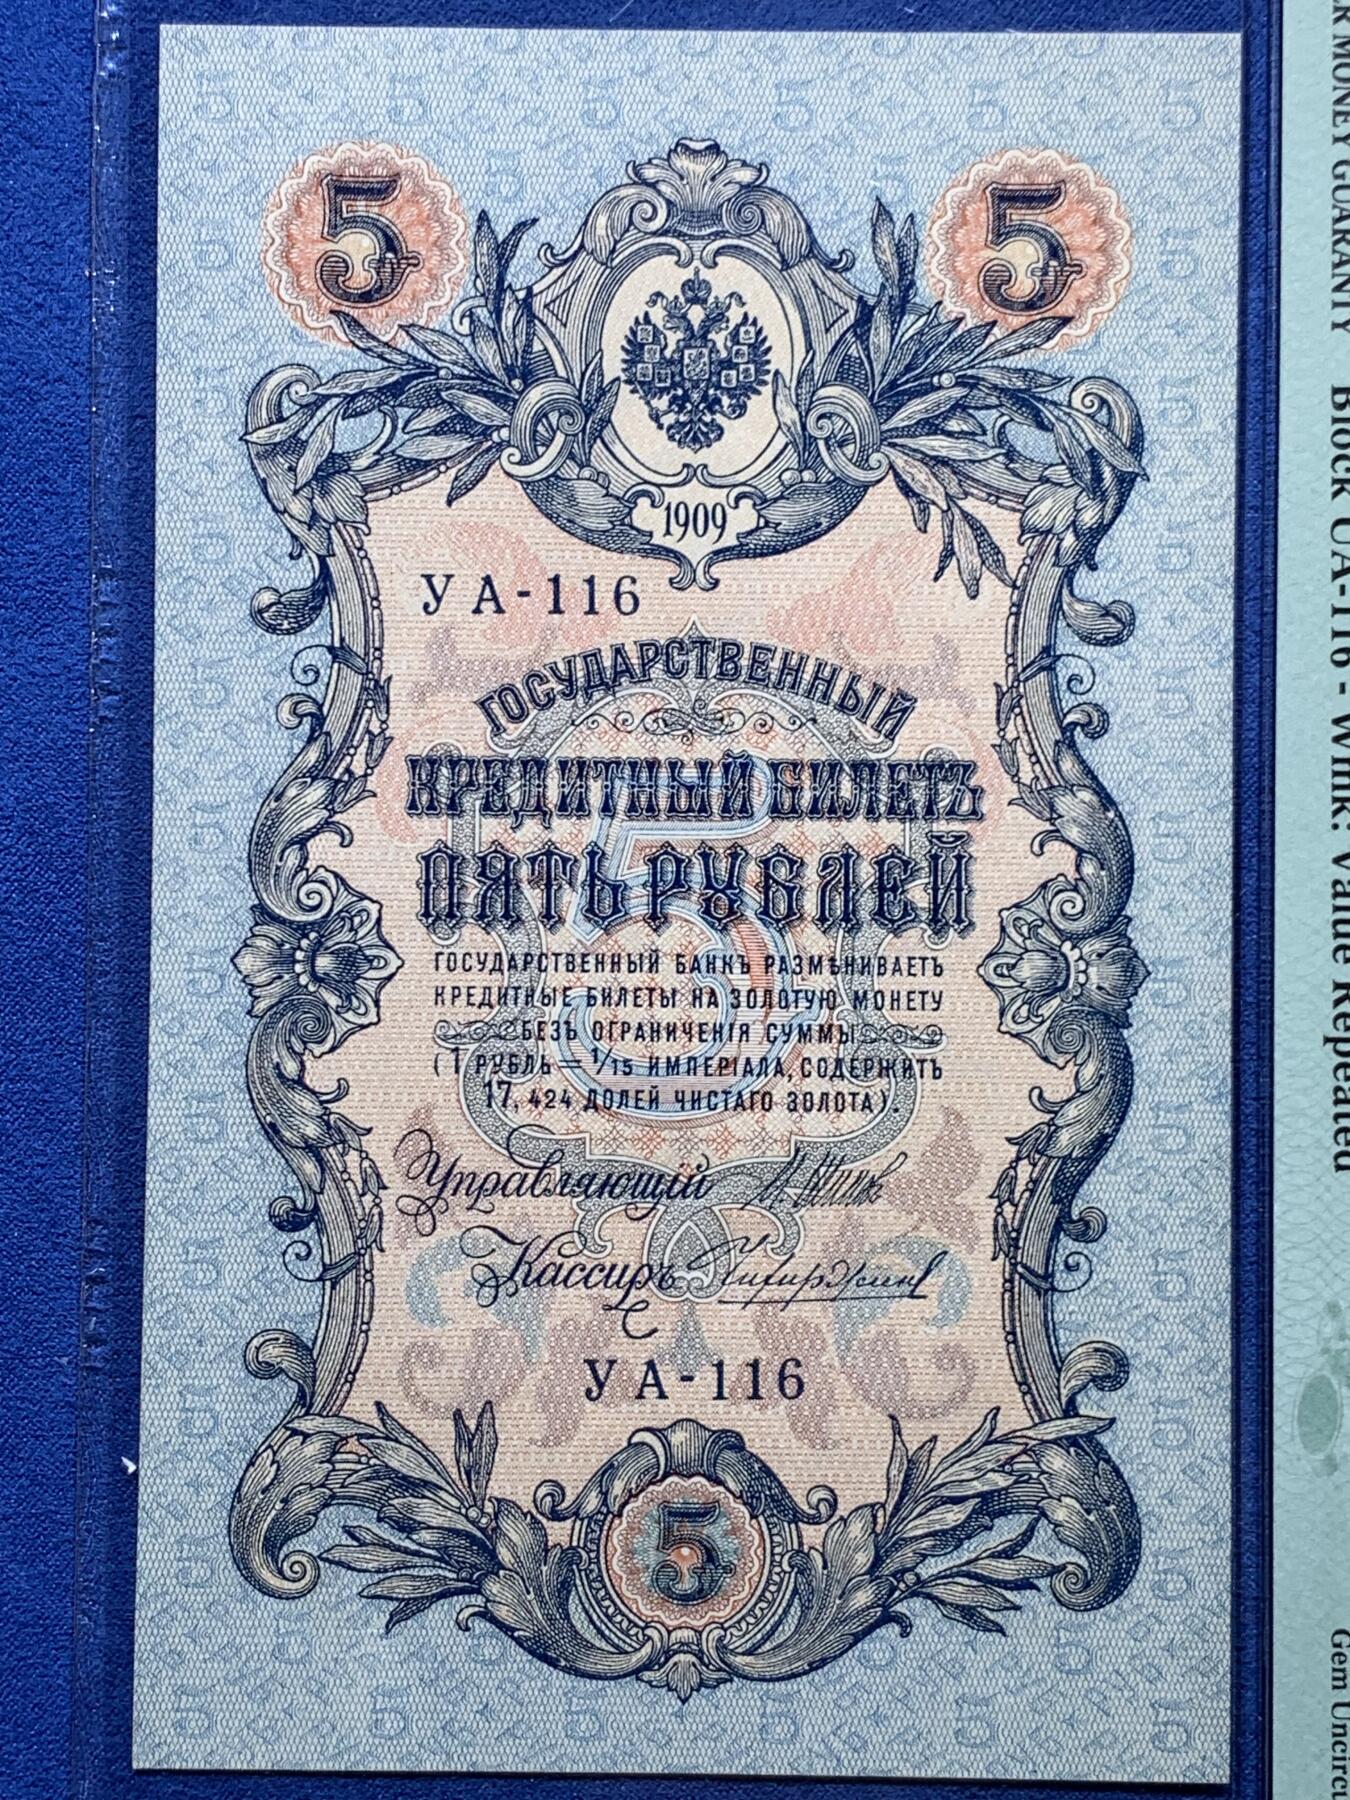 5 5
1909
УА-116
ГОСУДАРСТВЕННЫЙ
КРЕДИТНЫЙ БИЛЕТЪ
ПЯТЬ РУБЛЕЙ
5
ГОСУДАРСТВЕННЫЙ БАНКЪ РАЗМѢНИВАЕТЪ
КРЕДИТНЫЕ БИЛЕТЫ НА ЗОЛОТУЮ МОНЕТУ
БЕЗЪ ОГРАНИЧЕНІЯ СУММЫ
(1 РУБЛЬ = 1/15 ИМПЕРІАЛА, СОДЕРЖИТЪ
17,424 ДОЛЕЙ ЧИСТАГО ЗОЛОТА).
Управляющій
Кассиръ
УА-116
5
MONEY GUARANTY
Block UA-116 - Wmk: Value Repeated
Gem